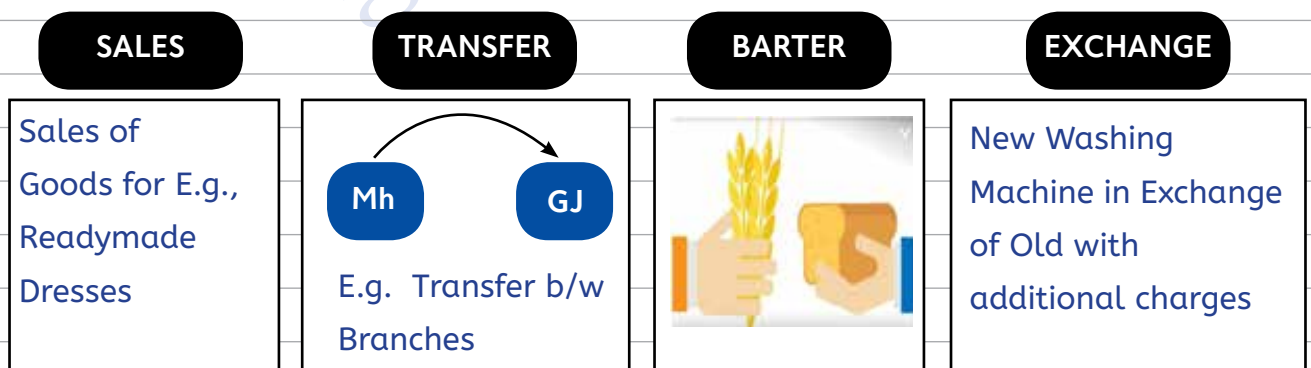 SALES
TRANSFER
BARTER
EXCHANGE
Sales of
Goods for E.g.,
Readymade
Dresses
Mh
GJ
E.g. Transfer b/w
Branches
New Washing
Machine in Exchange
of Old with
additional charges